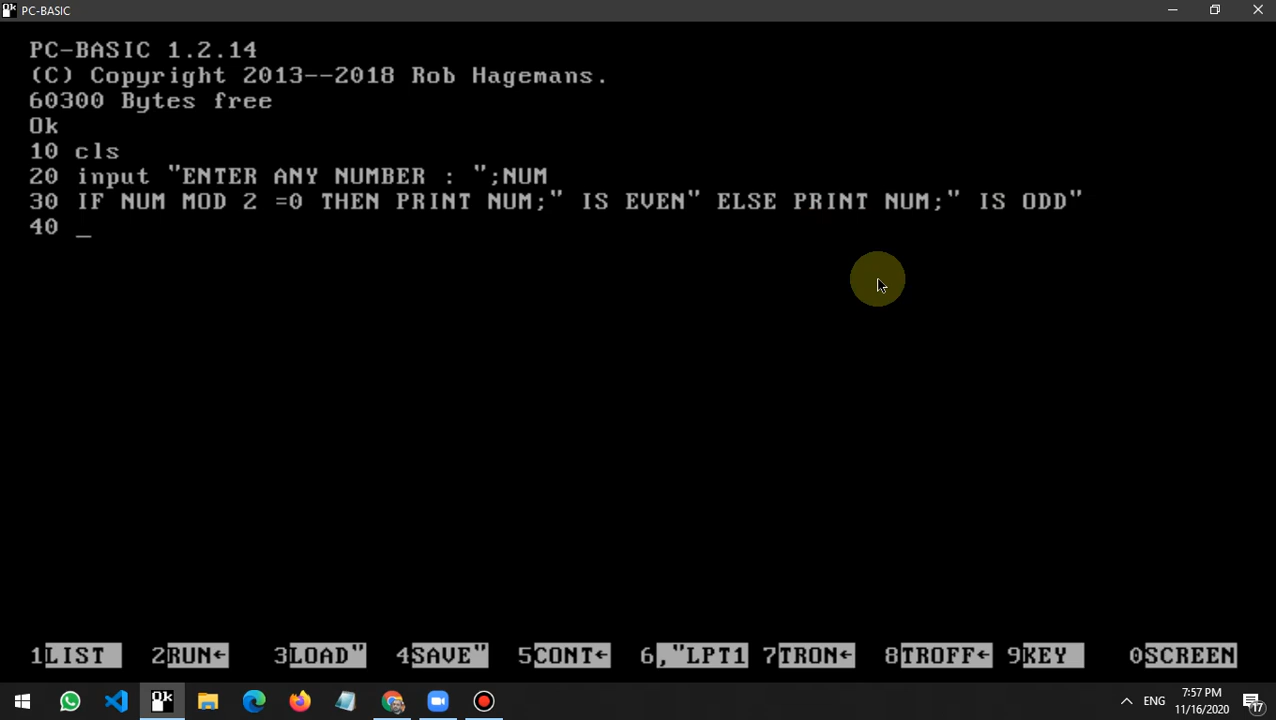 PC-BASIC
PC-BASIC 1.2.14
(C) Copyright 2013--2018 Rob Hagemans.
60300 Bytes free
Ok
10 cls
20 input "ENTER ANY NUMBER : ";NUM
30 IF NUM MOD 2 =0 THEN PRINT NUM;" IS EVEN" ELSE PRINT NUM;" IS ODD"
40 _
1LIST 2RUN← 3LOAD" 4SAVE" 5CONT← 6,"LPT1 7TRON← 8TROFF← 9KEY 0SCREEN
ENG
7:57 PM
11/16/2020
17